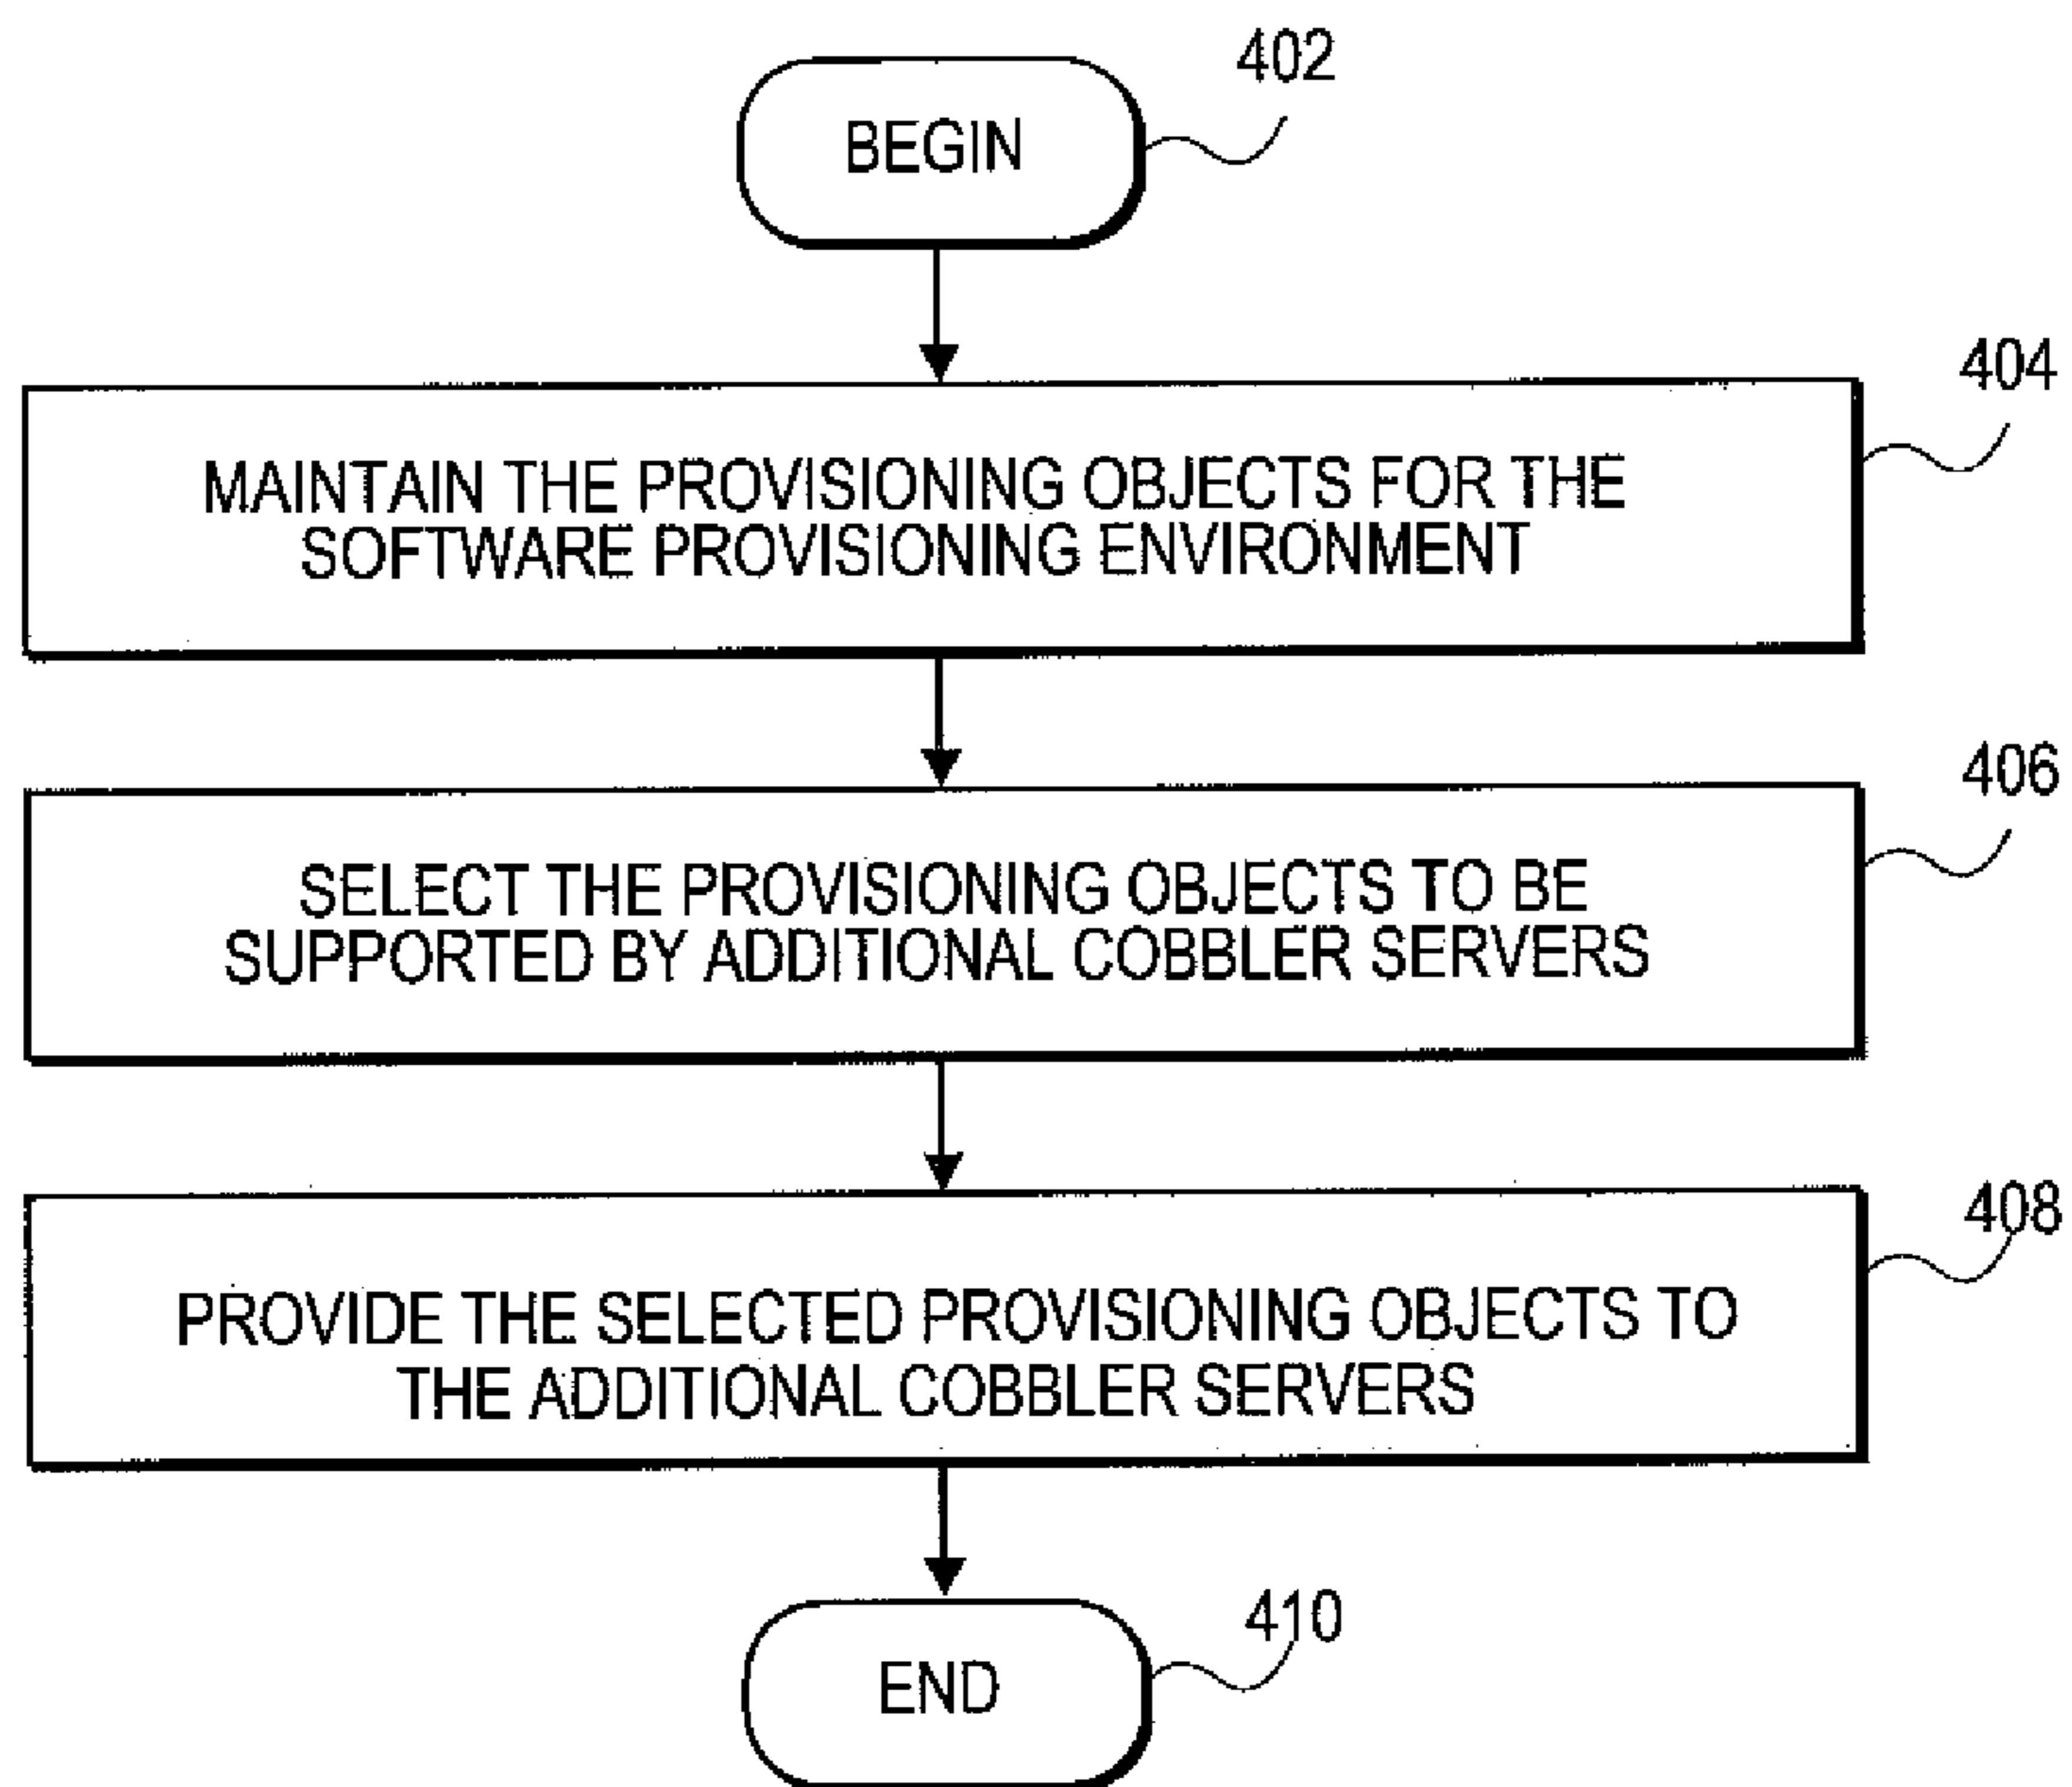 402
BEGIN
404
MAINTAIN THE PROVISIONING OBJECTS FOR THE
SOFTWARE PROVISIONING ENVIRONMENT
406
SELECT THE PROVISIONING OBJECTS TO BE
SUPPORTED BY ADDITIONAL COBBLER SERVERS
408
PROVIDE THE SELECTED PROVISIONING OBJECTS TO
THE ADDITIONAL COBBLER SERVERS
410
END